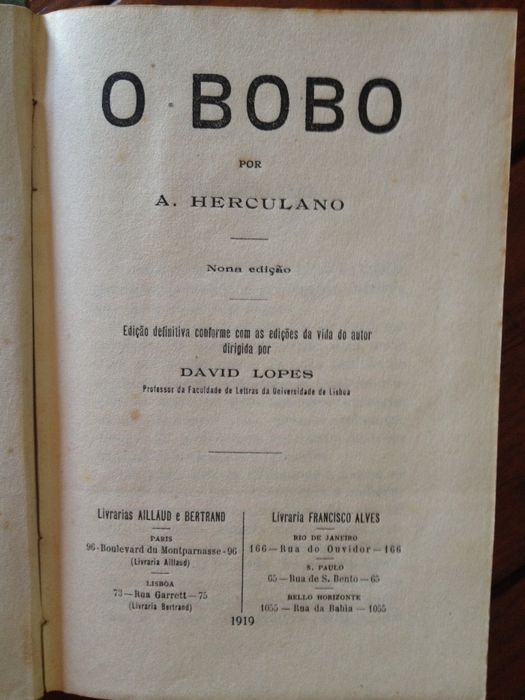 O BOBO
POR
A. HERCULANO
Nona edição
Edição definitiva conforme com as edições da vida do autor
dirigida por
DAVID LOPES
Professor da Faculdade de Lettras da Universidade de Lisboa
Livrarias AILLAUD e BERTRAND
PARIS
96-Boulevard du Montparnasse-96
(Livraria Aillaud)
LISBOA
73—Rua Garrett—75
(Livraria Bertrand)
Livraria FRANCISCO ALVES
RIO DE JANEIRO
166—Rua do Ouvidor—166
S. PAULO
65—Rua de S. Bento—65
BELLO HORIZONTE
1055—Rua da Bahia—1055
1919